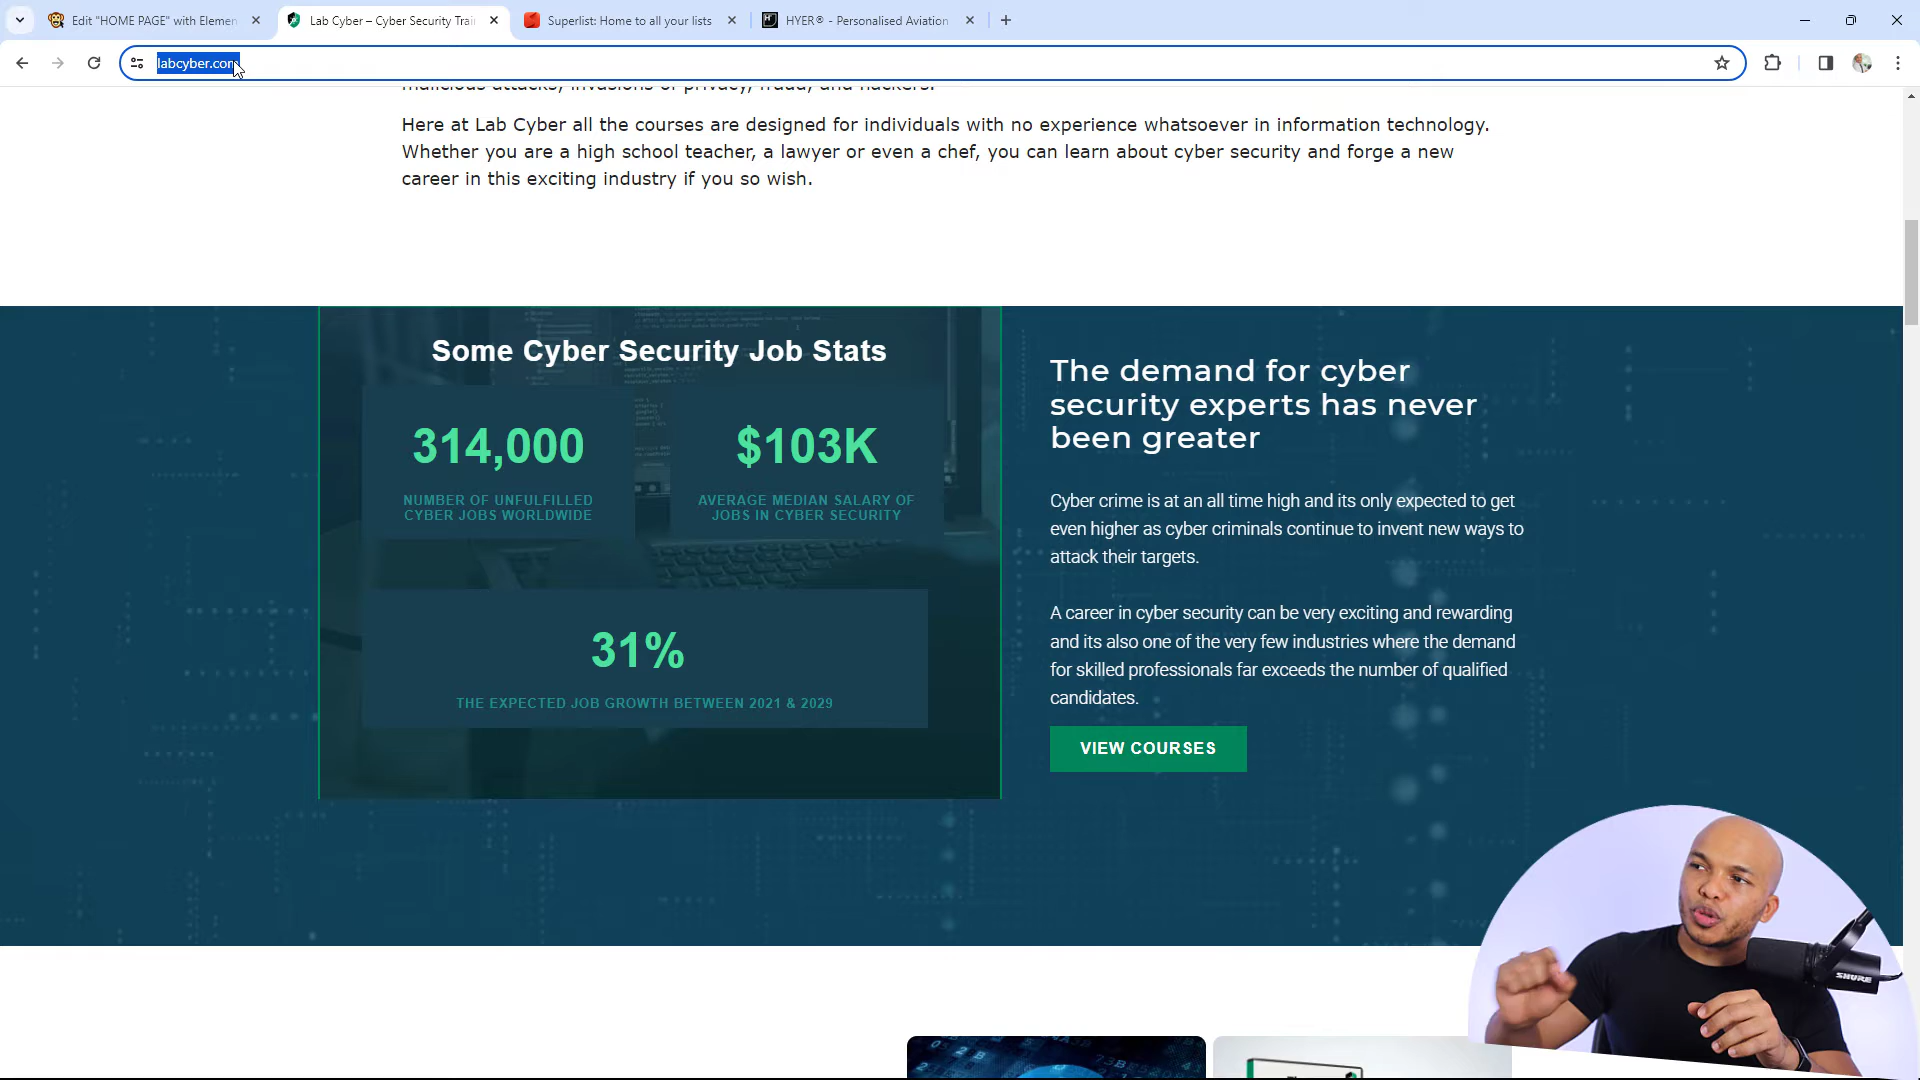 Edit "HOME PAGE" with Elemen
Lab Cyber – Cyber Security Trai
Superlist: Home to all your lists
HYER® - Personalised Aviation
labcyber.com
malicious attacks, invasions of privacy, fraud, and hackers.
Here at Lab Cyber all the courses are designed for individuals with no experience whatsoever in information technology.
Whether you are a high school teacher, a lawyer or even a chef, you can learn about cyber security and forge a new
career in this exciting industry if you so wish.
Some Cyber Security Job Stats
314,000
NUMBER OF UNFULFILLED
CYBER JOBS WORLDWIDE
$103K
AVERAGE MEDIAN SALARY OF
JOBS IN CYBER SECURITY
31%
THE EXPECTED JOB GROWTH BETWEEN 2021 & 2029
The demand for cyber
security experts has never
been greater
Cyber crime is at an all time high and its only expected to get
even higher as cyber criminals continue to invent new ways to
attack their targets.
A career in cyber security can be very exciting and rewarding
and its also one of the very few industries where the demand
for skilled professionals far exceeds the number of qualified
candidates.
VIEW COURSES
SHURE